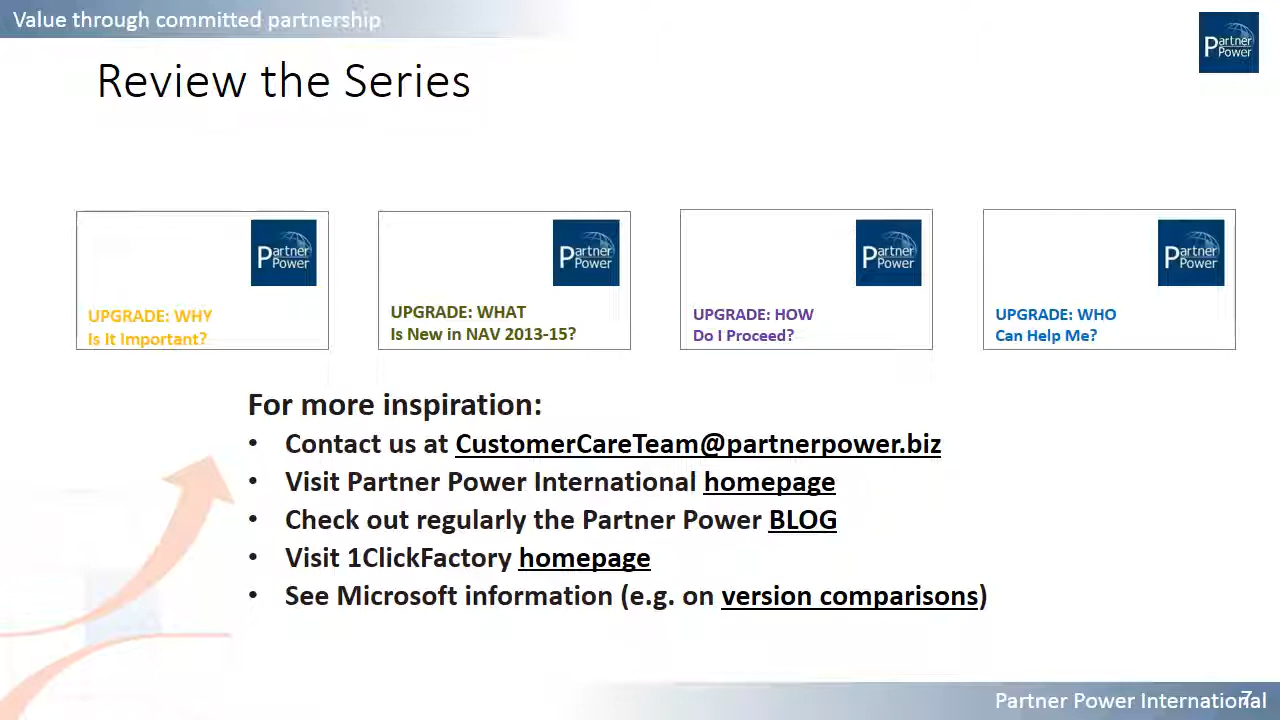 Value through committed partnership
Partner
Power
Review the Series
Partner
Power
UPGRADE: WHY
Is It Important?
Partner
Power
UPGRADE: WHAT
Is New in NAV 2013-15?
Partner
Power
UPGRADE: HOW
Do I Proceed?
Partner
Power
UPGRADE: WHO
Can Help Me?
For more inspiration:
• Contact us at CustomerCareTeam@partnerpower.biz
• Visit Partner Power International homepage
• Check out regularly the Partner Power BLOG
• Visit 1ClickFactory homepage
• See Microsoft information (e.g. on version comparisons)
Partner Power International
7